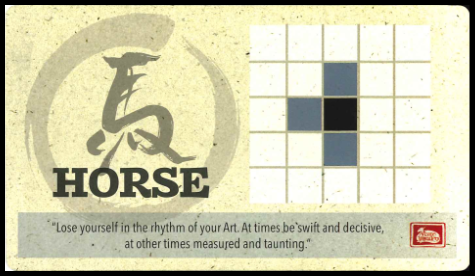 馬
HORSE
"Lose yourself in the rhythm of your Art. At times be swift and decisive,
at other times measured and taunting."